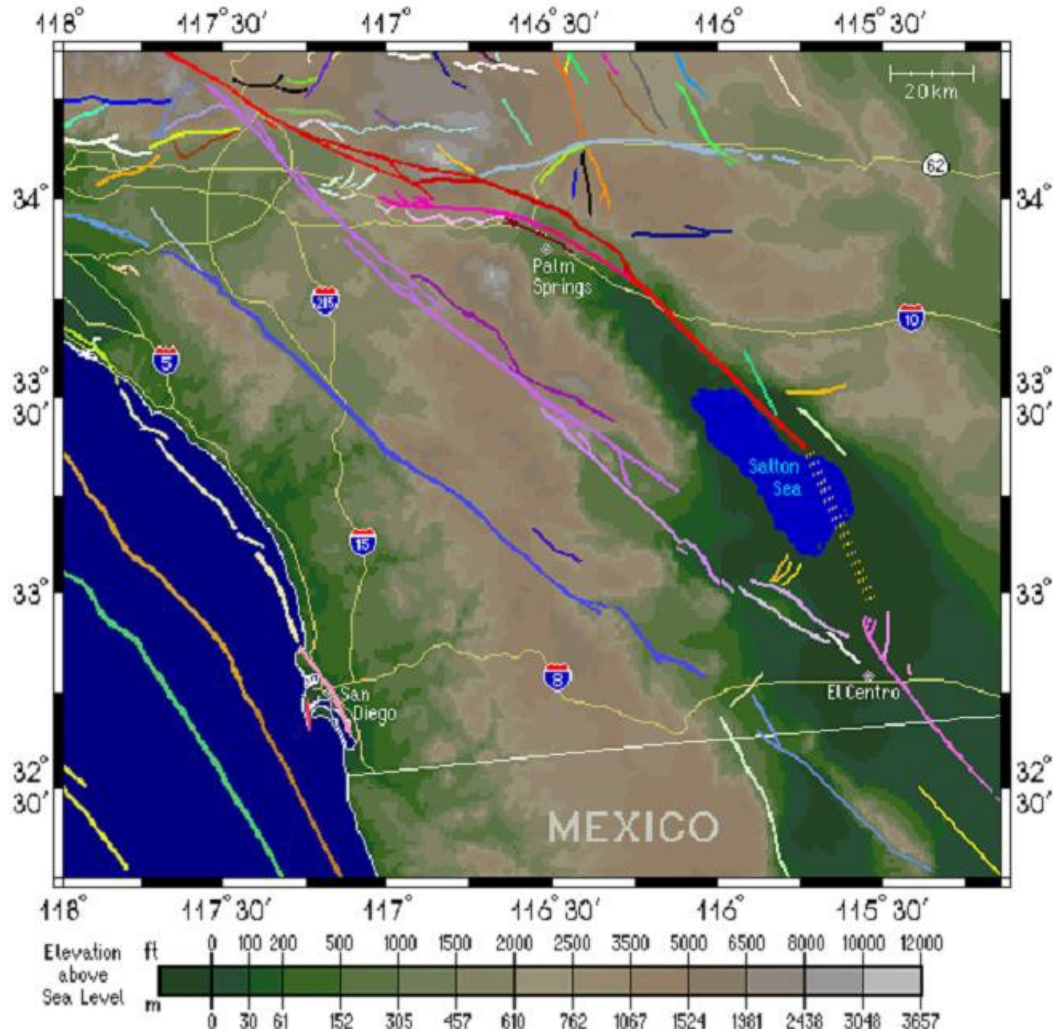 118° 117° 30′ 117° 116° 30′ 116° 115° 30′
20 km
62
34° 34°
Palm
Springs
215
10
5
33° 33°
30′ 30′
Salton
Sea
15
33° 33°
8
El Centro
San
Diego
32° 32°
30′ 30′
MEXICO
118° 117° 30′ 117° 116° 30′ 116° 115° 30′
Elevation ft 0 100 200 500 1000 1500 2000 2500 3500 5000 6500 8000 10000 12000
above
Sea Level m 0 30 61 152 305 457 610 762 1067 1524 1981 2438 3048 3657